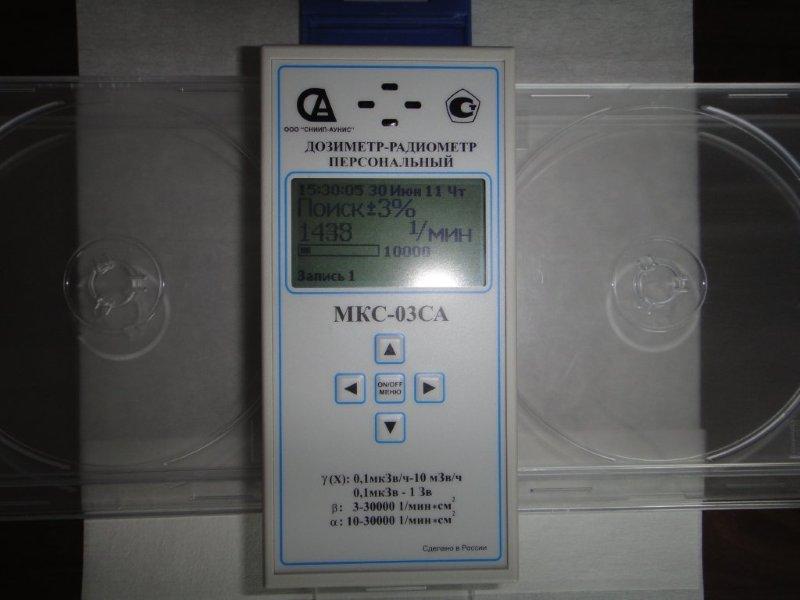 СА
ООО "СНИИП-АУНИС"
ДОЗИМЕТР-РАДИОМЕТР
ПЕРСОНАЛЬНЫЙ
15:30:05 30 Июн 11 Чт
Поиск±3%
1433 1/мин
10000
Запись 1
МКС-03СА
ON/OFF
МЕНЮ
γ(X): 0,1мкЗв/ч-10 мЗв/ч
0,1мкЗв - 1 Зв
β: 3-30000 1/мин•см²
α: 10-30000 1/мин•см²
Сделано в России